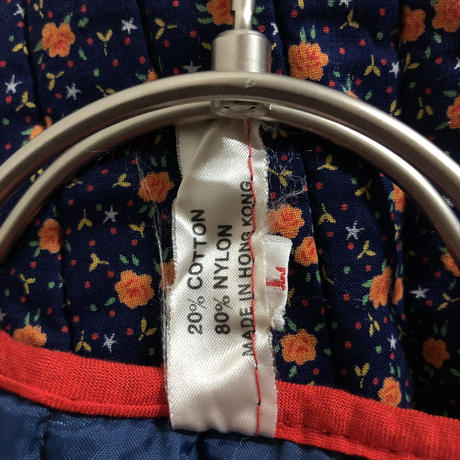 20% COTTON
80% NYLON
MADE IN HONG KONG
L